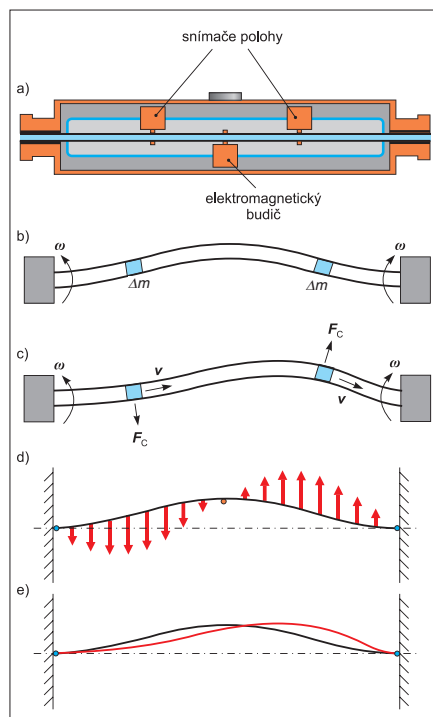 snímače polohy
a)
elektromagnetický
budič
b)
ω
ω
Δm
Δm
c)
F_C
ω
v
ω
v
F_C
d)
e)